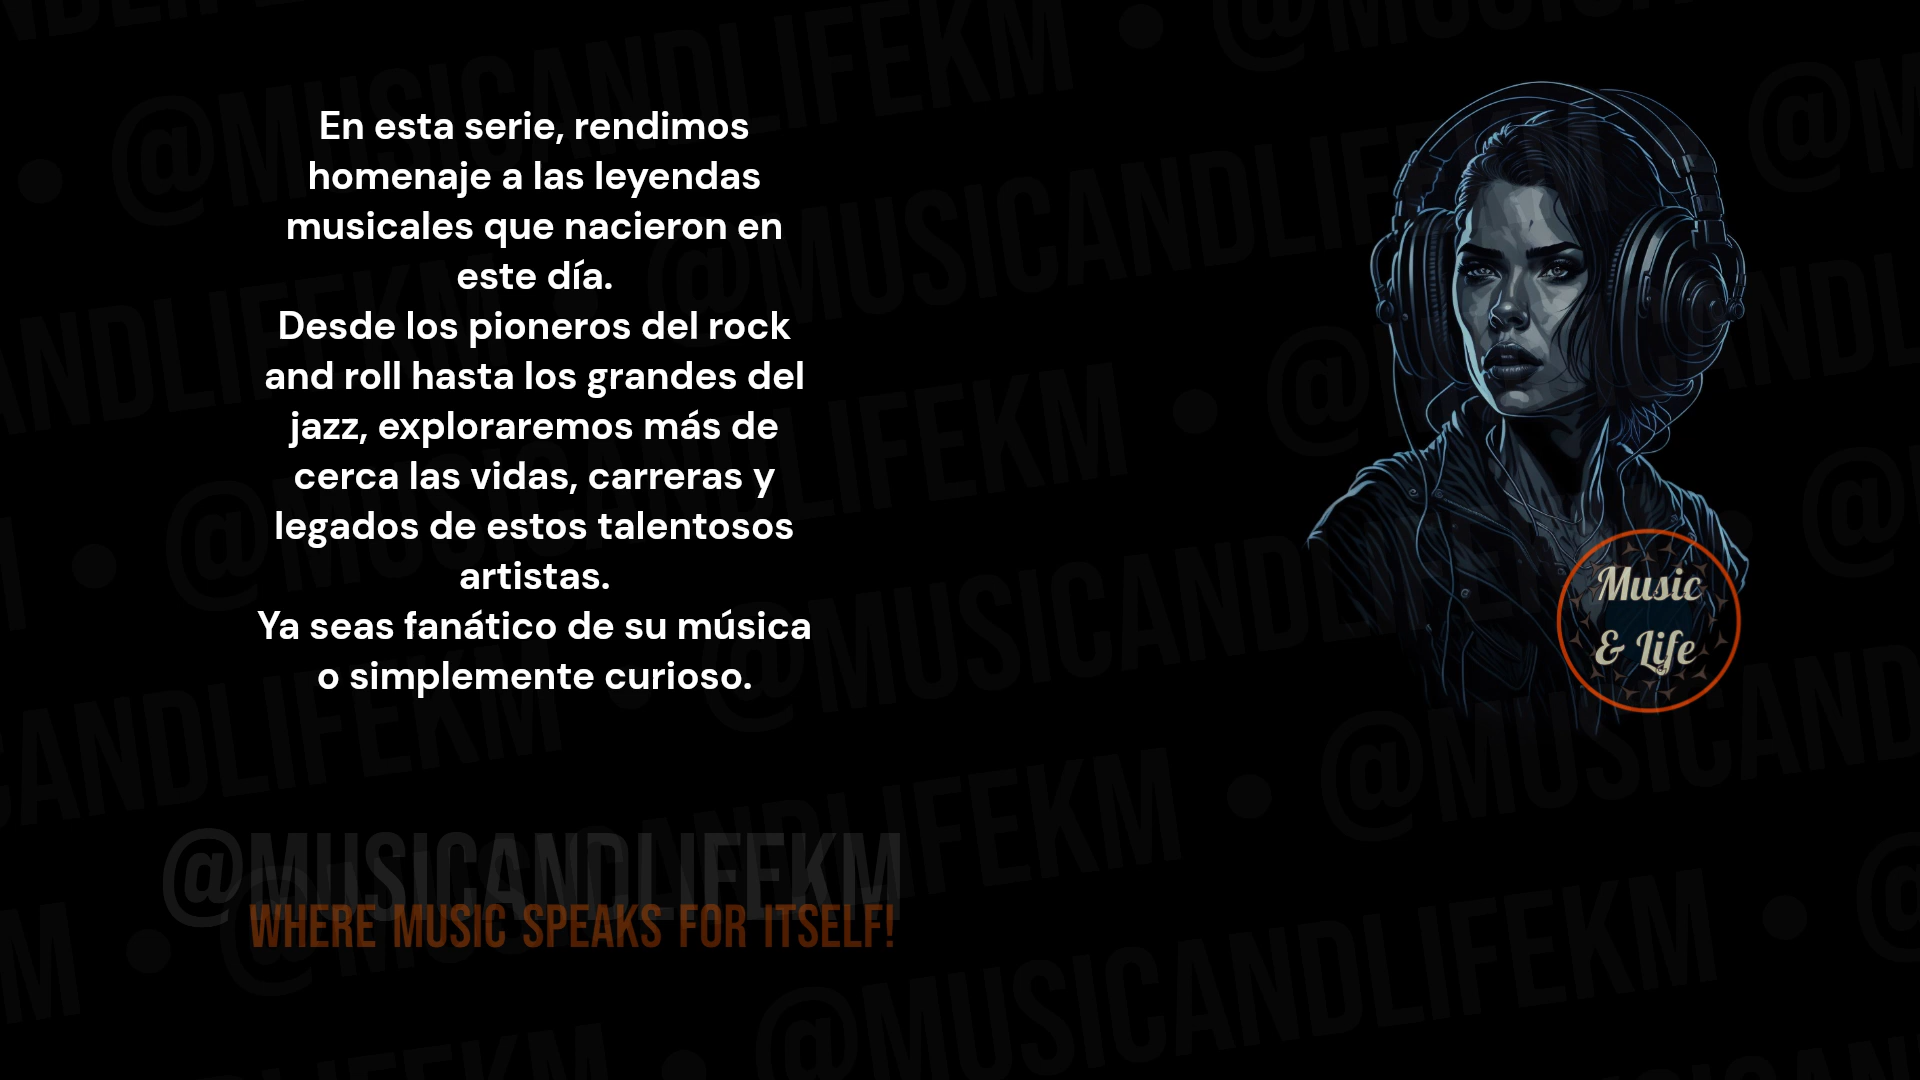 En esta serie, rendimos
homenaje a las leyendas
musicales que nacieron en
este día.
Desde los pioneros del rock
and roll hasta los grandes del
jazz, exploraremos más de
cerca las vidas, carreras y
legados de estos talentosos
artistas.
Ya seas fanático de su música
o simplemente curioso.
Music
& Life
@MUSICANDLIFEKM
WHERE MUSIC SPEAKS FOR ITSELF!